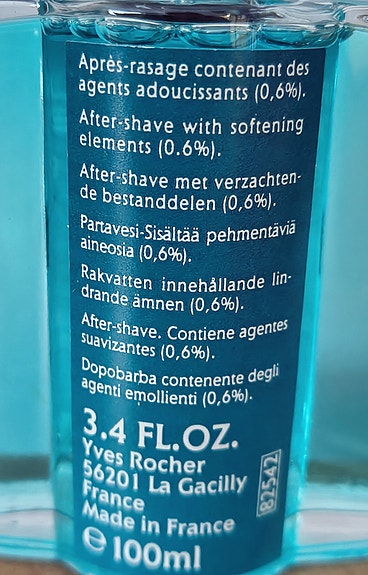 Après-rasage contenant des
agents adoucissants (0,6%).
After-shave with softening
elements (0.6%).
After-shave met verzachten-
de bestanddelen (0,6%).
Partavesi-Sisältää pehmentäviä
aineosia (0,6%).
Rakvatten innehållande lin-
drande ämnen (0,6%).
After-shave. Contiene agentes
suavizantes (0,6%).
Dopobarba contenente degli
agenti emollienti (0,6%).
3.4 FL.OZ.
Yves Rocher
56201 La Gacilly
France
Made in France
℮ 100ml
82542